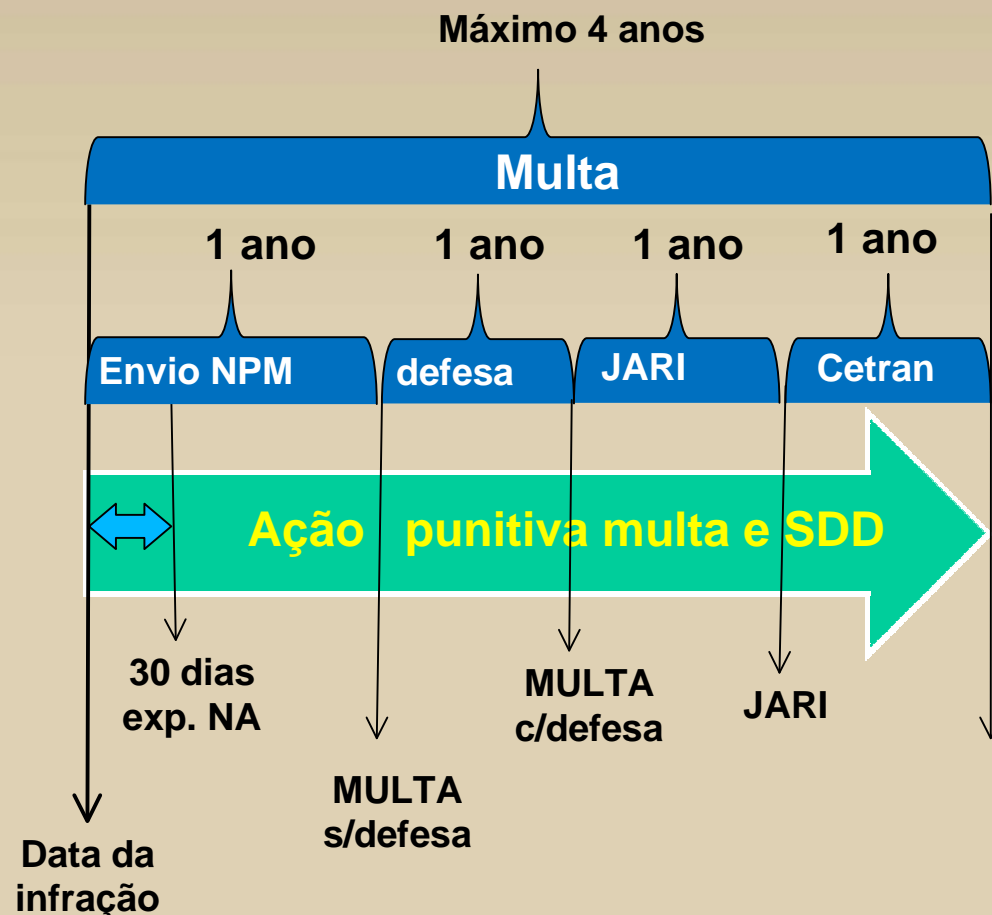 Máximo 4 anos
Multa
1 ano
1 ano
1 ano
1 ano
Envio NPM
defesa
JARI
Cetran
Ação punitiva multa e SDD
30 dias
exp. NA
MULTA
s/defesa
MULTA
c/defesa
JARI
Data da
infração